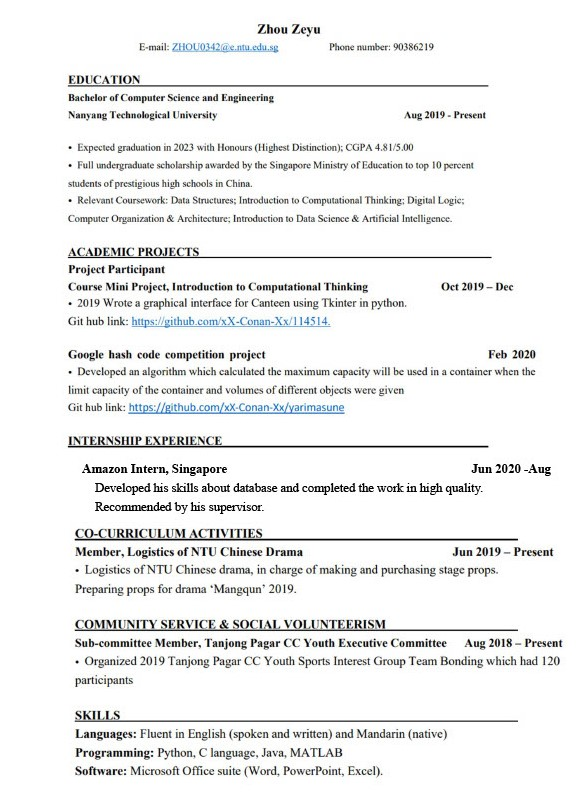 Zhou Zeyu
E-mail: ZHOU0342@e.ntu.edu.sg Phone number: 90386219
EDUCATION
Bachelor of Computer Science and Engineering
Nanyang Technological University Aug 2019 - Present
• Expected graduation in 2023 with Honours (Highest Distinction); CGPA 4.81/5.00
• Full undergraduate scholarship awarded by the Singapore Ministry of Education to top 10 percent
students of prestigious high schools in China.
• Relevant Coursework: Data Structures; Introduction to Computational Thinking; Digital Logic;
Computer Organization & Architecture; Introduction to Data Science & Artificial Intelligence.
ACADEMIC PROJECTS
Project Participant
Course Mini Project, Introduction to Computational Thinking Oct 2019 – Dec
• 2019 Wrote a graphical interface for Canteen using Tkinter in python.
Git hub link: https://github.com/xX-Conan-Xx/114514.
Google hash code competition project Feb 2020
• Developed an algorithm which calculated the maximum capacity will be used in a container when the
limit capacity of the container and volumes of different objects were given
Git hub link: https://github.com/xX-Conan-Xx/yarimasune
INTERNSHIP EXPERIENCE
Amazon Intern, Singapore Jun 2020 -Aug
Developed his skills about database and completed the work in high quality.
Recommended by his supervisor.
CO-CURRICULUM ACTIVITIES
Member, Logistics of NTU Chinese Drama Jun 2019 – Present
• Logistics of NTU Chinese drama, in charge of making and purchasing stage props.
Preparing props for drama ‘Mangqun’ 2019.
COMMUNITY SERVICE & SOCIAL VOLUNTEERISM
Sub-committee Member, Tanjong Pagar CC Youth Executive Committee Aug 2018 – Present
• Organized 2019 Tanjong Pagar CC Youth Sports Interest Group Team Bonding which had 120
participants
SKILLS
Languages: Fluent in English (spoken and written) and Mandarin (native)
Programming: Python, C language, Java, MATLAB
Software: Microsoft Office suite (Word, PowerPoint, Excel).